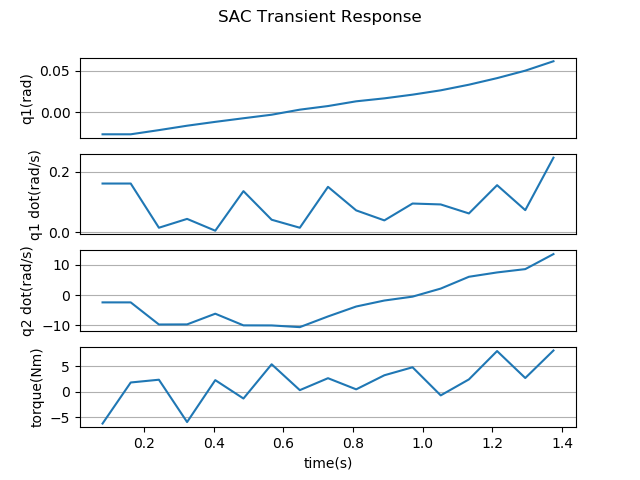 SAC Transient Response
q1(rad)
0.05
0.00
q1 dot(rad/s)
0.2
0.0
q2 dot(rad/s)
10
0
−10
torque(Nm)
5
0
−5
0.2 0.4 0.6 0.8 1.0 1.2 1.4
time(s)